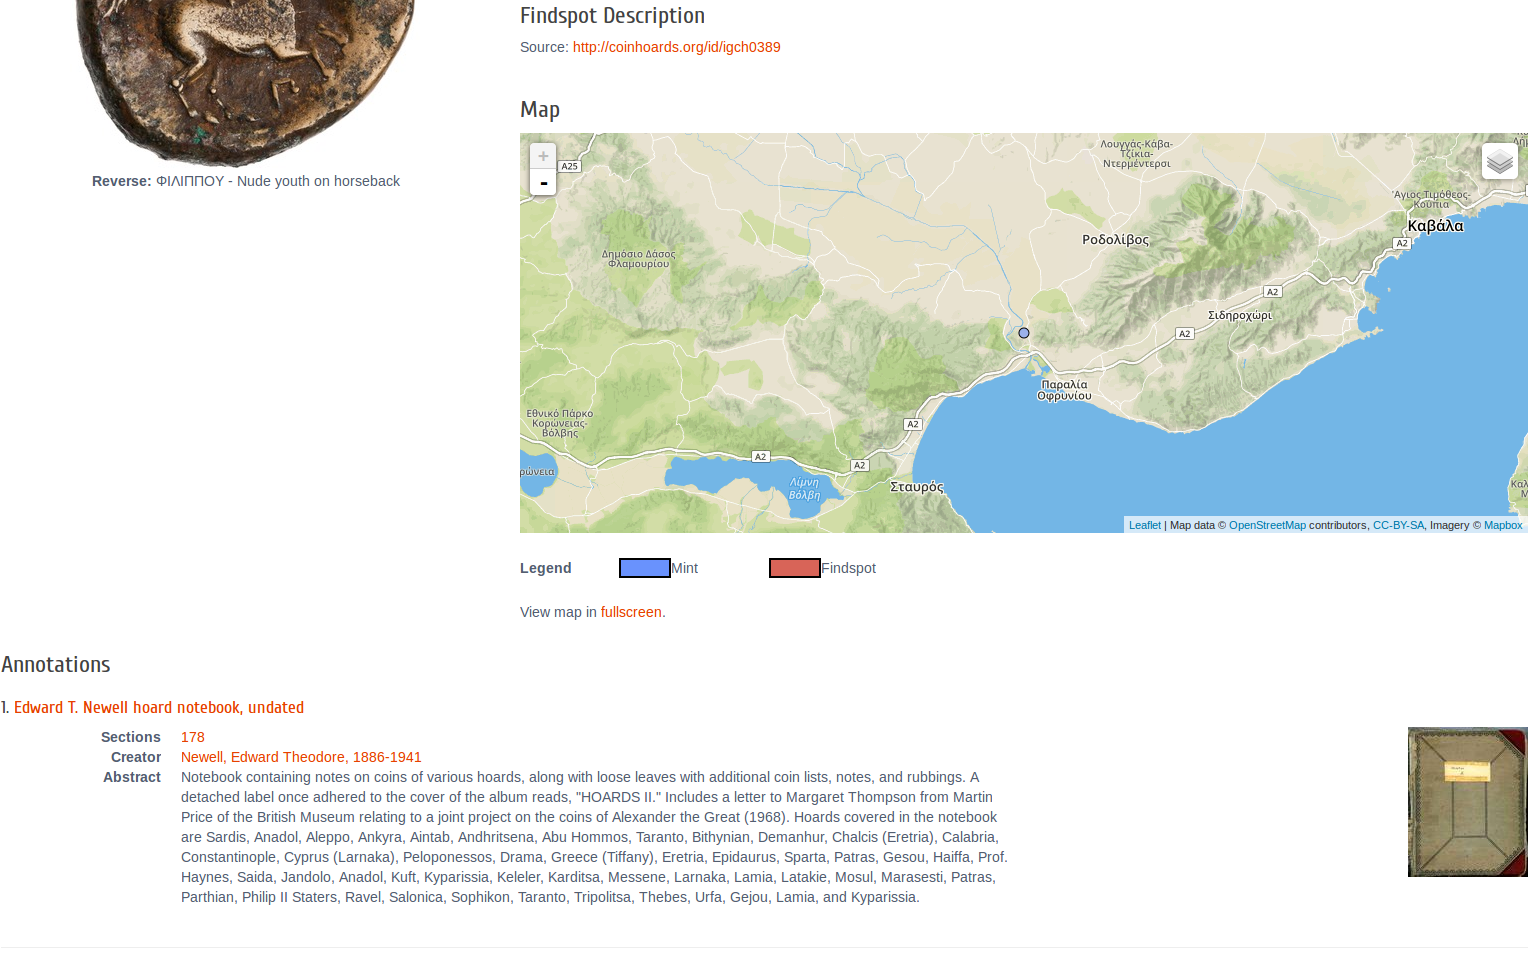 Reverse: ΦΙΛΙΠΠΟΥ - Nude youth on horseback
Findspot Description
Source: http://coinhoards.org/id/igch0389
Map
+
-
A25
Λουγγάς-Κάβα-
Τζίκια-
Ντερμέντερσι
Άγιος Τιμόθεος-
Κούπια
Καβάλα
A2
Ροδολίβος
Δημόσιο Δάσος
Φλαμουρίου
A2
Σιδηροχώρι
A2
Παραλία
Οφρυνίου
Εθνικό Πάρκο
Κορώνειας-
Βόλβης
A2
A2
A2
ρώνεια
Λίμνη
Βόλβη
Σταυρός
Leaflet | Map data © OpenStreetMap contributors, CC-BY-SA, Imagery © Mapbox
Legend Mint Findspot
View map in fullscreen.
Annotations
1. Edward T. Newell hoard notebook, undated
Sections 178
Creator Newell, Edward Theodore, 1886-1941
Abstract Notebook containing notes on coins of various hoards, along with loose leaves with additional coin lists, notes, and rubbings. A
detached label once adhered to the cover of the album reads, "HOARDS II." Includes a letter to Margaret Thompson from Martin
Price of the British Museum relating to a joint project on the coins of Alexander the Great (1968). Hoards covered in the notebook
are Sardis, Anadol, Aleppo, Ankyra, Aintab, Andhritsena, Abu Hommos, Taranto, Bithynian, Demanhur, Chalcis (Eretria), Calabria,
Constantinople, Cyprus (Larnaka), Peloponessos, Drama, Greece (Tiffany), Eretria, Epidaurus, Sparta, Patras, Gesou, Haiffa, Prof.
Haynes, Saida, Jandolo, Anadol, Kuft, Kyparissia, Keleler, Karditsa, Messene, Larnaka, Lamia, Latakie, Mosul, Marasesti, Patras,
Parthian, Philip II Staters, Ravel, Salonica, Sophikon, Taranto, Tripolitsa, Thebes, Urfa, Gejou, Lamia, and Kyparissia.